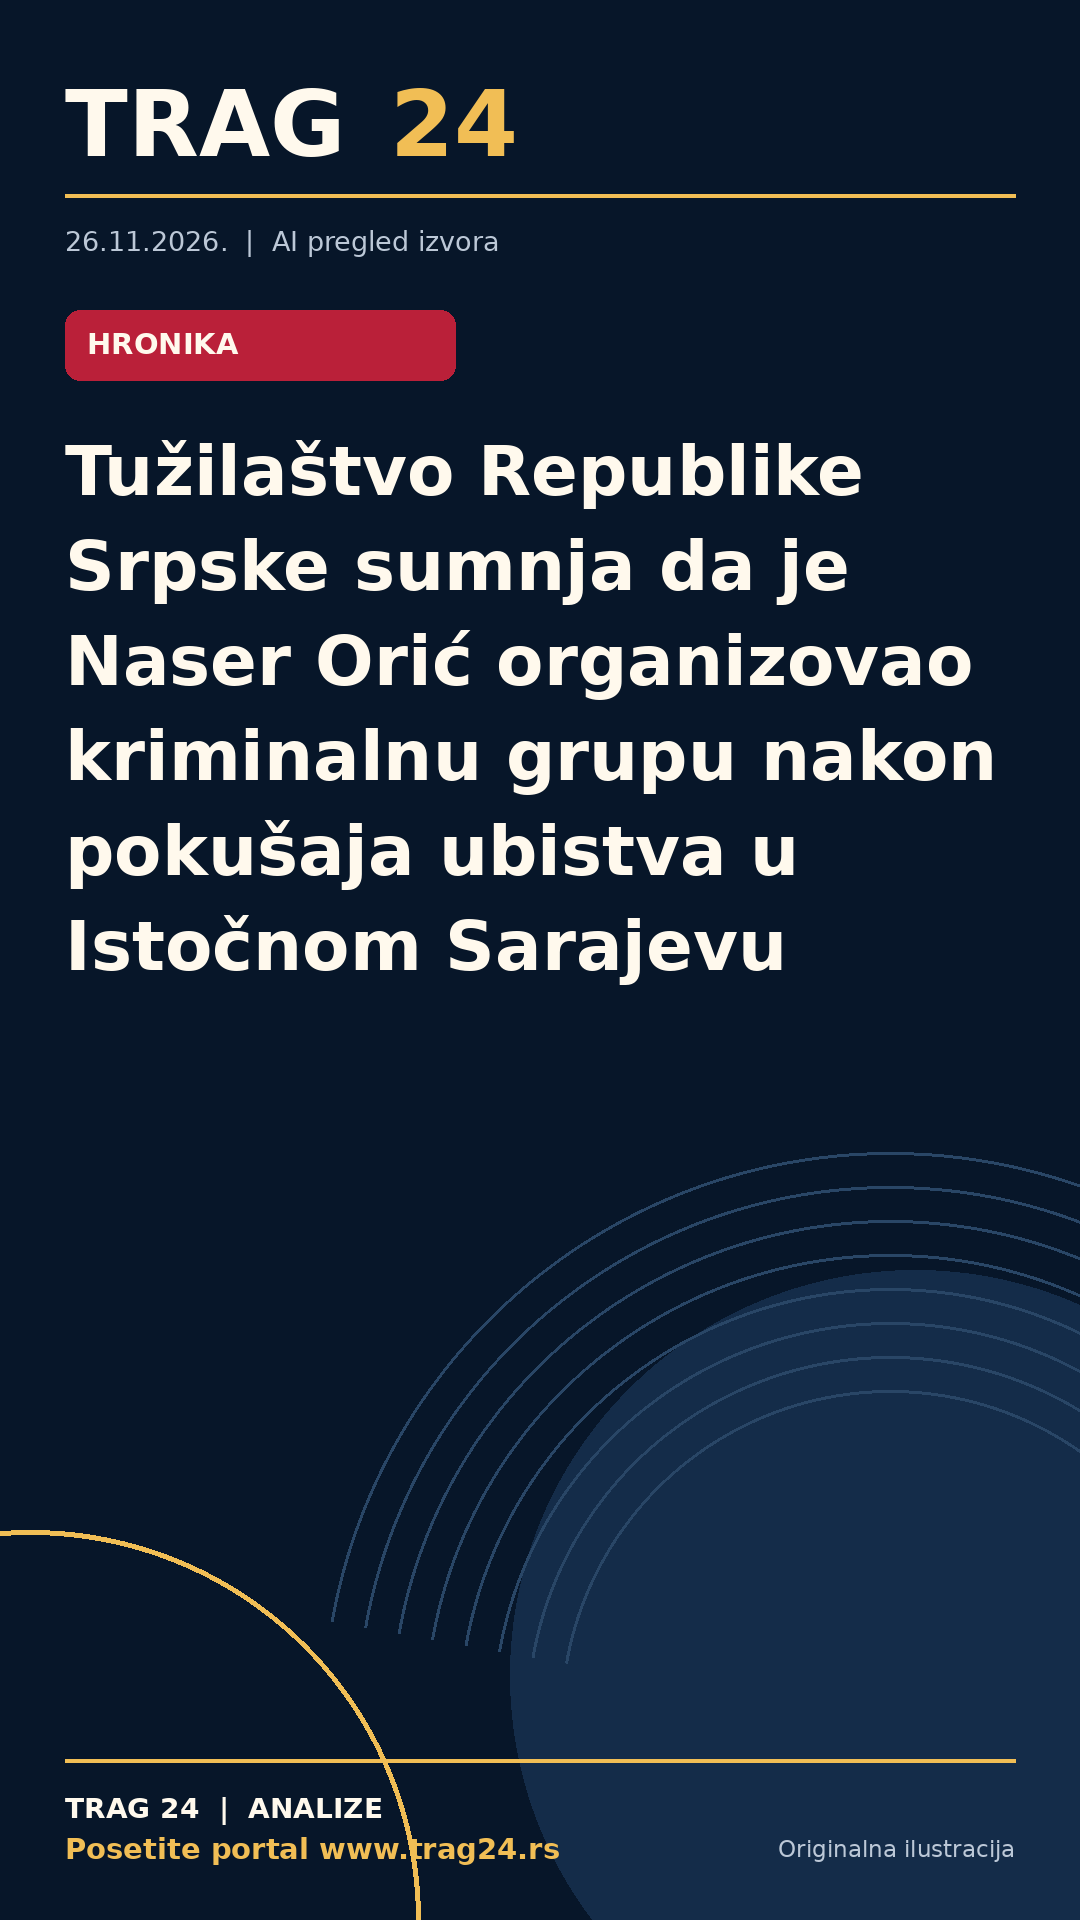 TRAG 24
26.11.2026. | AI pregled izvora
HRONIKA
Tužilaštvo Republike
Srpske sumnja da je
Naser Orić organizovao
kriminalnu grupu nakon
pokušaja ubistva u
Istočnom Sarajevu
TRAG 24 | ANALIZE
Posetite portal www.trag24.rs
Originalna ilustracija